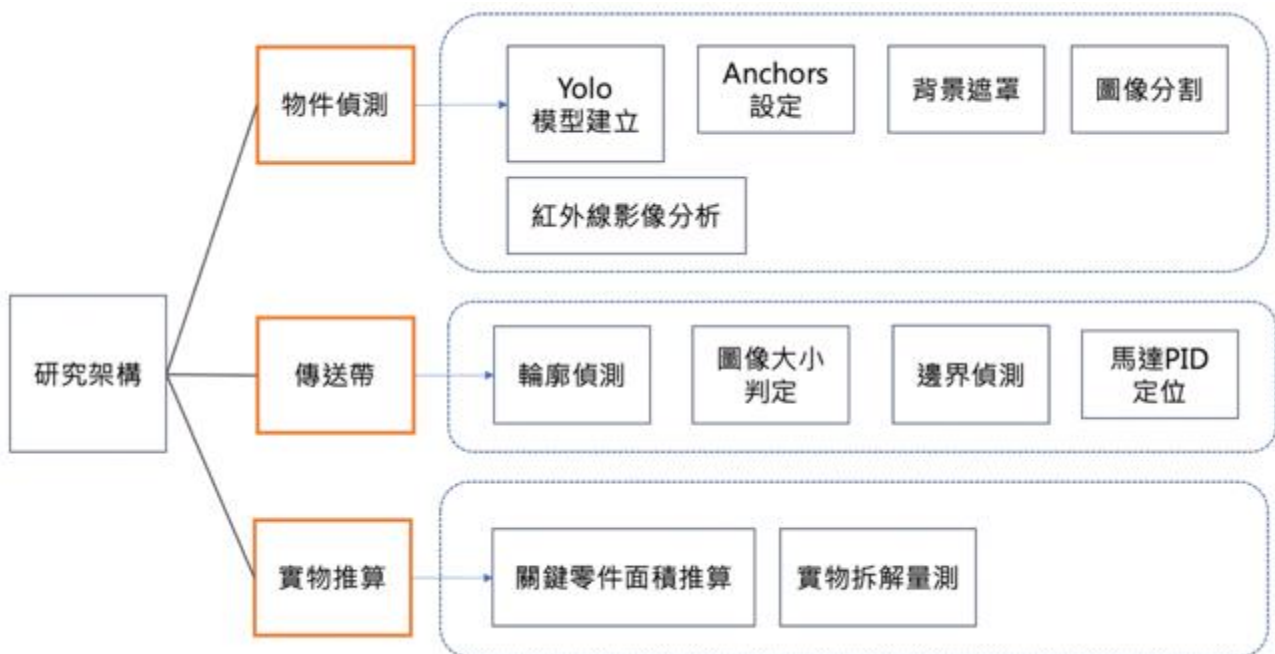 研究架構
物件偵測
Yolo
模型建立
Anchors
設定
背景遮罩
圖像分割
紅外線影像分析
傳送帶
輪廓偵測
圖像大小
判定
邊界偵測
馬達PID
定位
實物推算
關鍵零件面積推算
實物拆解量測